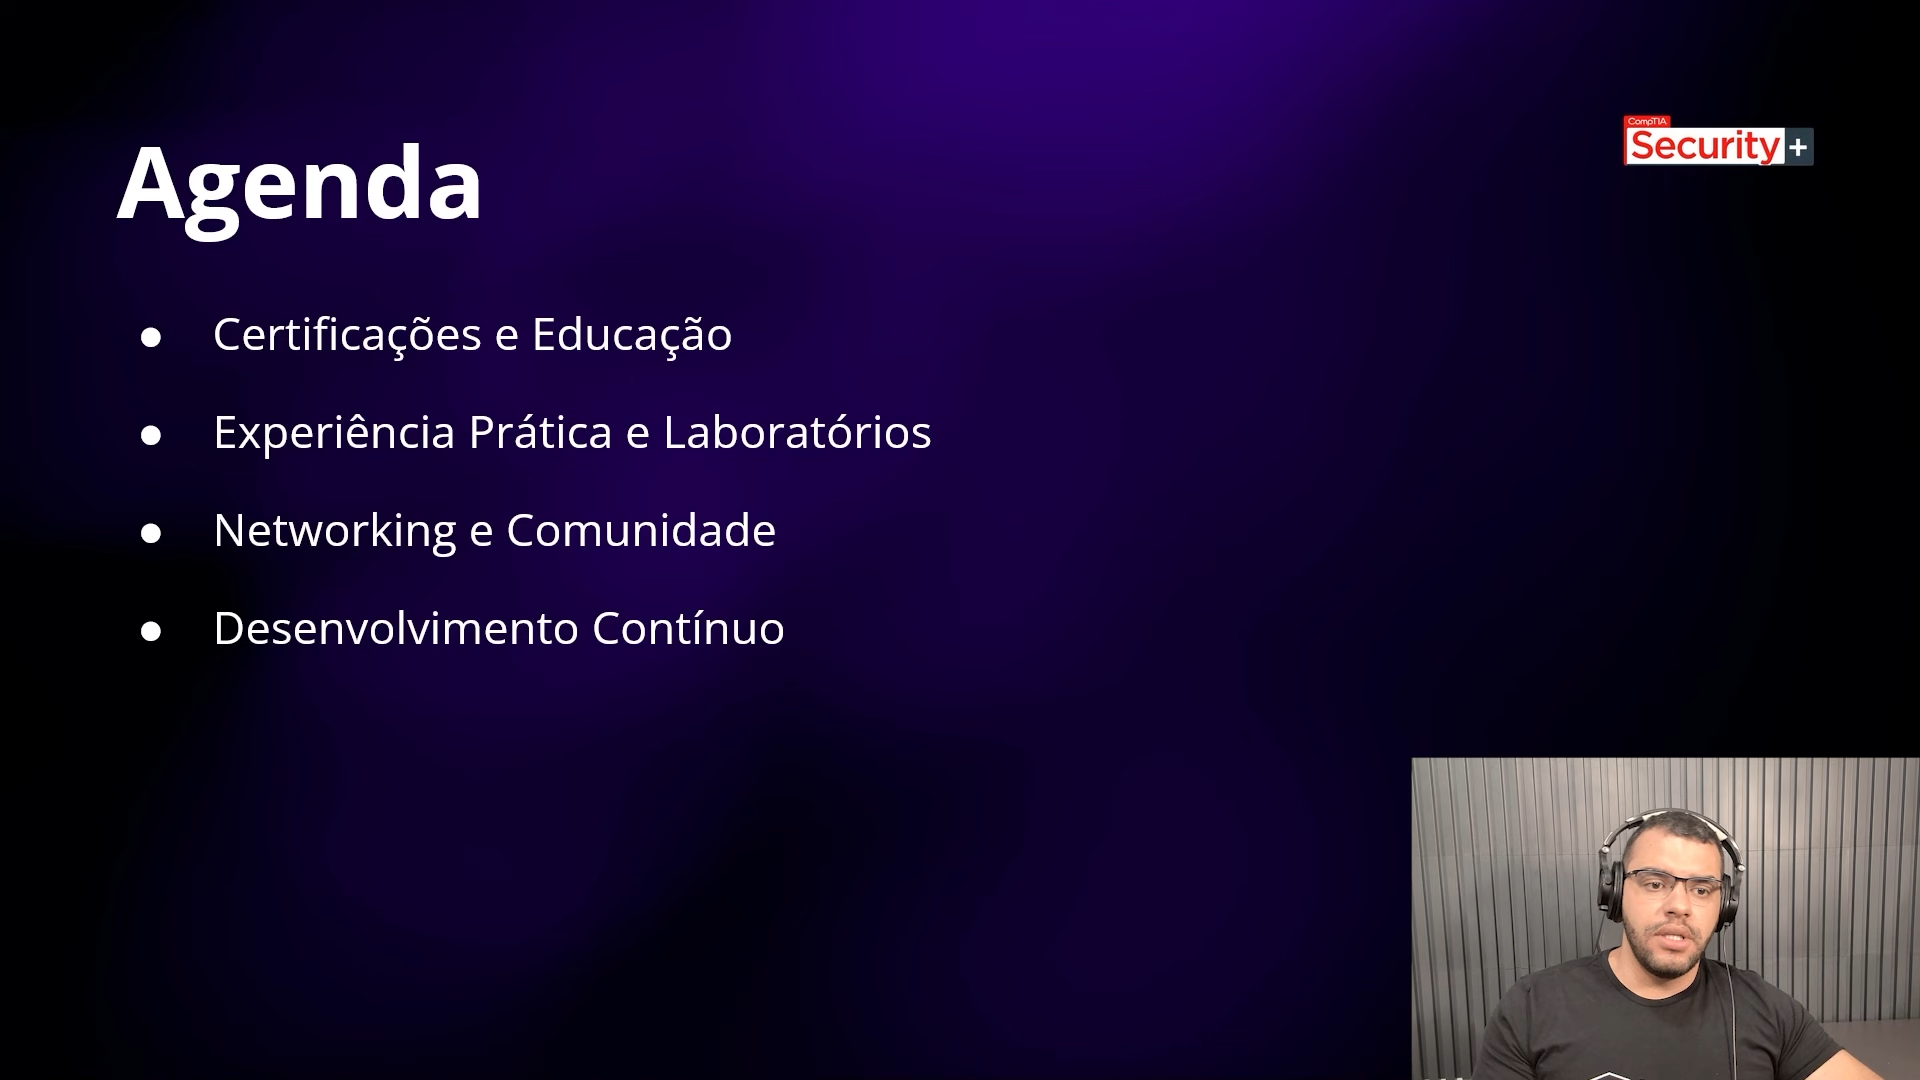 CompTIA
Security+
Agenda
● Certificações e Educação
● Experiência Prática e Laboratórios
● Networking e Comunidade
● Desenvolvimento Contínuo